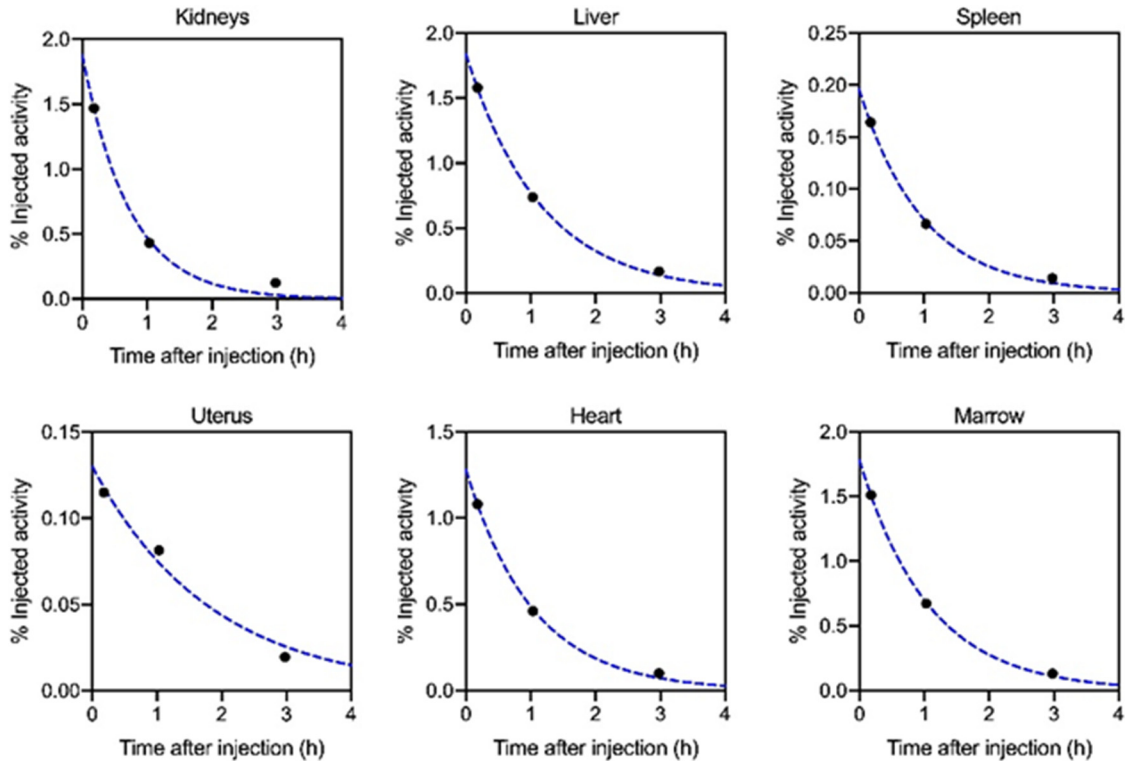 Kidneys
2.0
1.5
1.0
0.5
0.0
% Injected activity
0 1 2 3 4
Time after injection (h)
Liver
2.0
1.5
1.0
0.5
0.0
% Injected activity
0 1 2 3 4
Time after injection (h)
Spleen
0.25
0.20
0.15
0.10
0.05
0.00
% Injected activity
0 1 2 3 4
Time after injection (h)
Uterus
0.15
0.10
0.05
0.00
% Injected activity
0 1 2 3 4
Time after injection (h)
Heart
1.5
1.0
0.5
0.0
% Injected activity
0 1 2 3 4
Time after injection (h)
Marrow
2.0
1.5
1.0
0.5
0.0
% Injected activity
0 1 2 3 4
Time after injection (h)